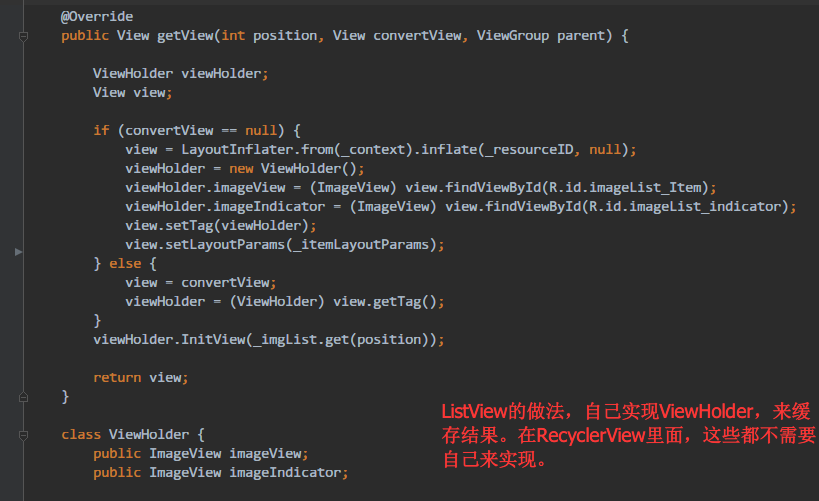 @Override
public View getView(int position, View convertView, ViewGroup parent) {
ViewHolder viewHolder;
View view;
if (convertView == null) {
view = LayoutInflater.from(_context).inflate(_resourceID, null);
viewHolder = new ViewHolder();
viewHolder.imageView = (ImageView) view.findViewById(R.id.imageList_Item);
viewHolder.imageIndicator = (ImageView) view.findViewById(R.id.imageList_indicator);
view.setTag(viewHolder);
view.setLayoutParams(_itemLayoutParams);
} else {
view = convertView;
viewHolder = (ViewHolder) view.getTag();
}
viewHolder.InitView(_imgList.get(position));
return view;
}
class ViewHolder {
public ImageView imageView;
public ImageView imageIndicator;
ListView的做法，自己实现ViewHolder，来缓
存结果。在RecyclerView里面，这些都不需要
自己来实现。